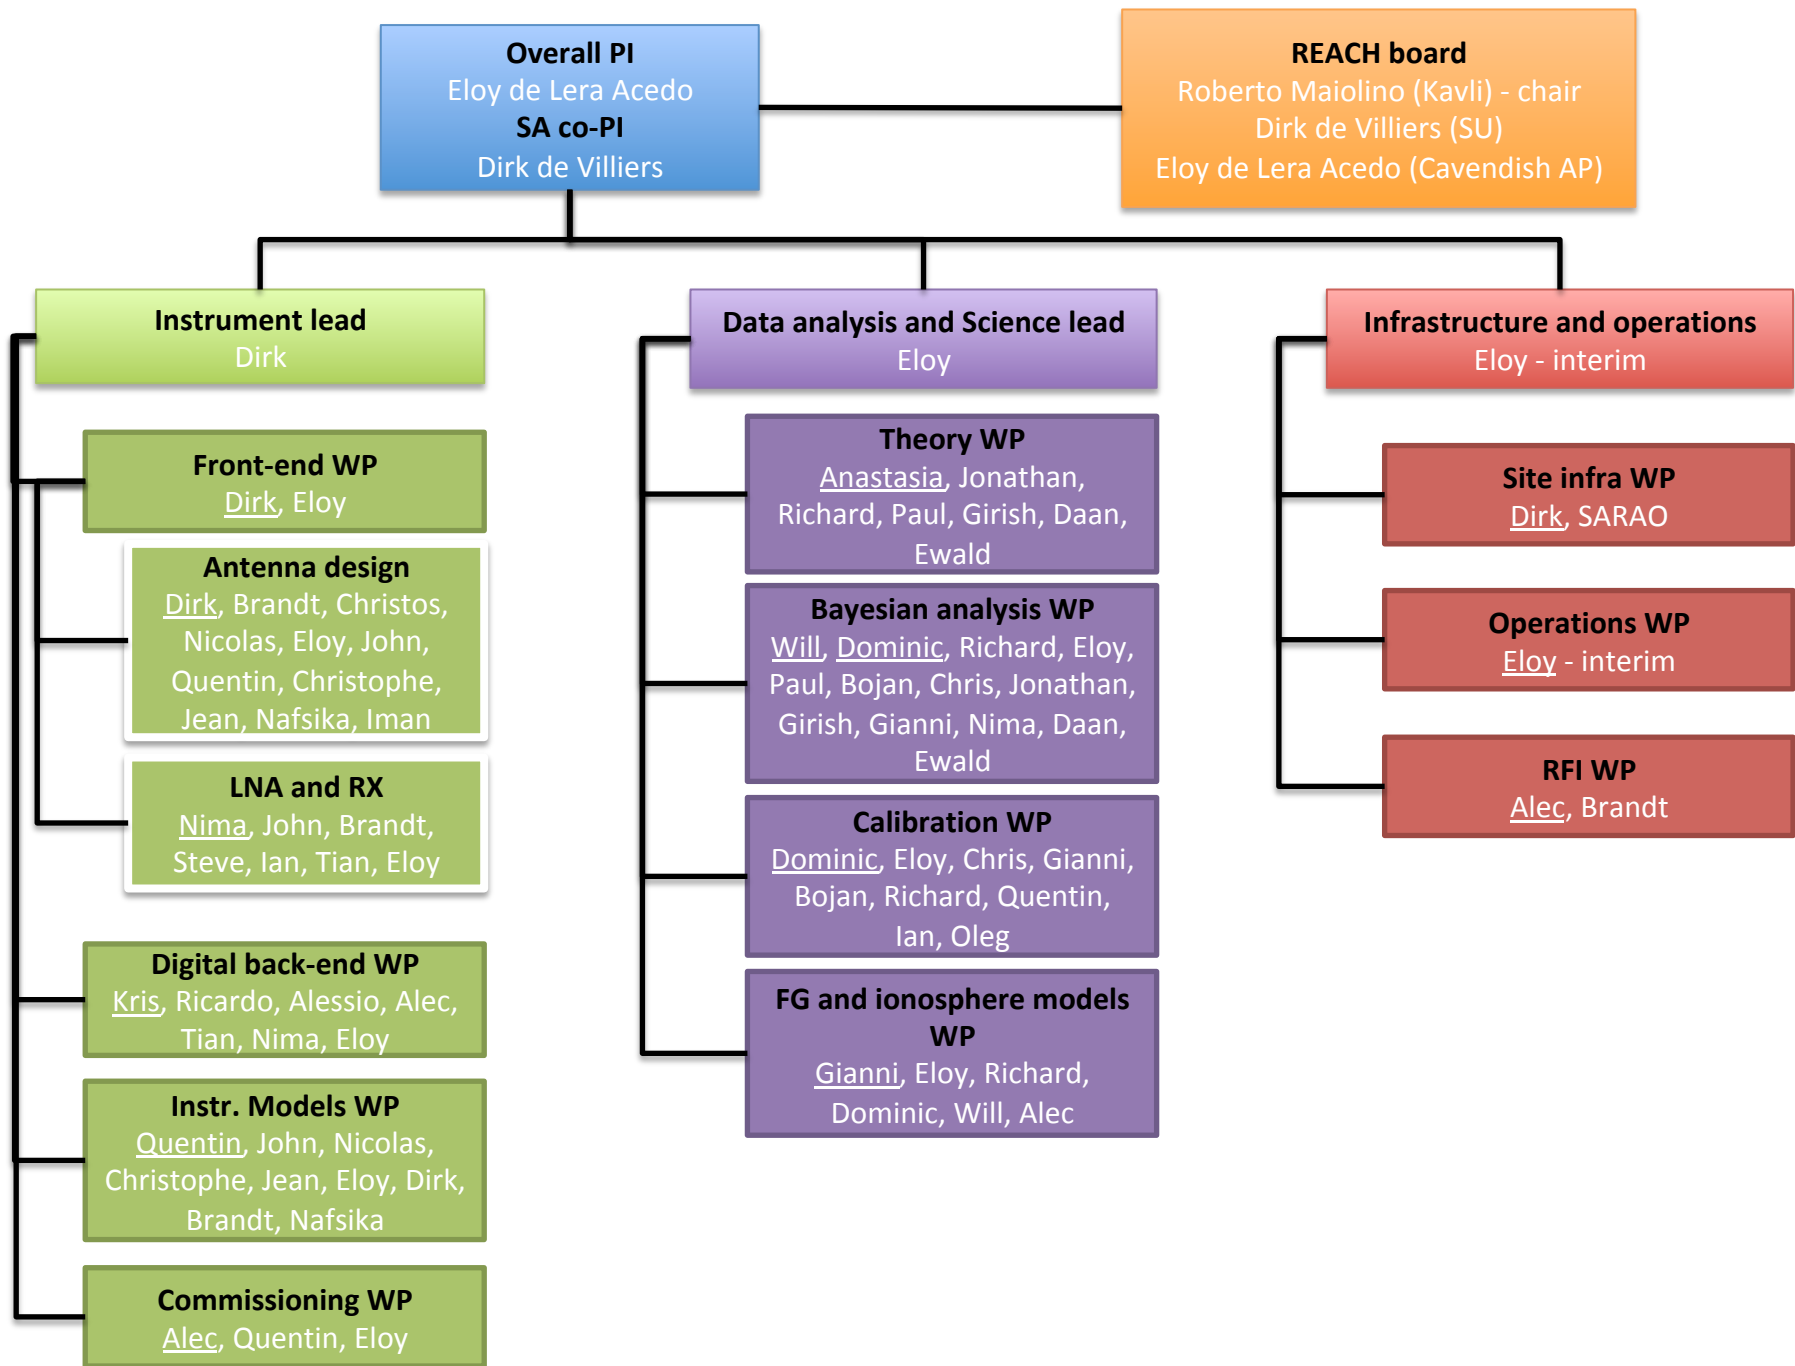 Overall PI
Eloy de Lera Acedo
SA co-PI
Dirk de Villiers
REACH board
Roberto Maiolino (Kavli) - chair
Dirk de Villiers (SU)
Eloy de Lera Acedo (Cavendish AP)
Instrument lead
Dirk
Front-end WP
Dirk, Eloy
Antenna design
Dirk, Brandt, Christos,
Nicolas, Eloy, John,
Quentin, Christophe,
Jean, Nafsika, Iman
LNA and RX
Nima, John, Brandt,
Steve, Ian, Tian, Eloy
Digital back-end WP
Kris, Ricardo, Alessio, Alec,
Tian, Nima, Eloy
Instr. Models WP
Quentin, John, Nicolas,
Christophe, Jean, Eloy, Dirk,
Brandt, Nafsika
Commissioning WP
Alec, Quentin, Eloy
Data analysis and Science lead
Eloy
Theory WP
Anastasia, Jonathan,
Richard, Paul, Girish, Daan,
Ewald
Bayesian analysis WP
Will, Dominic, Richard, Eloy,
Paul, Bojan, Chris, Jonathan,
Girish, Gianni, Nima, Daan,
Ewald
Calibration WP
Dominic, Eloy, Chris, Gianni,
Bojan, Richard, Quentin,
Ian, Oleg
FG and ionosphere models
WP
Gianni, Eloy, Richard,
Dominic, Will, Alec
Infrastructure and operations
Eloy - interim
Site infra WP
Dirk, SARAO
Operations WP
Eloy - interim
RFI WP
Alec, Brandt